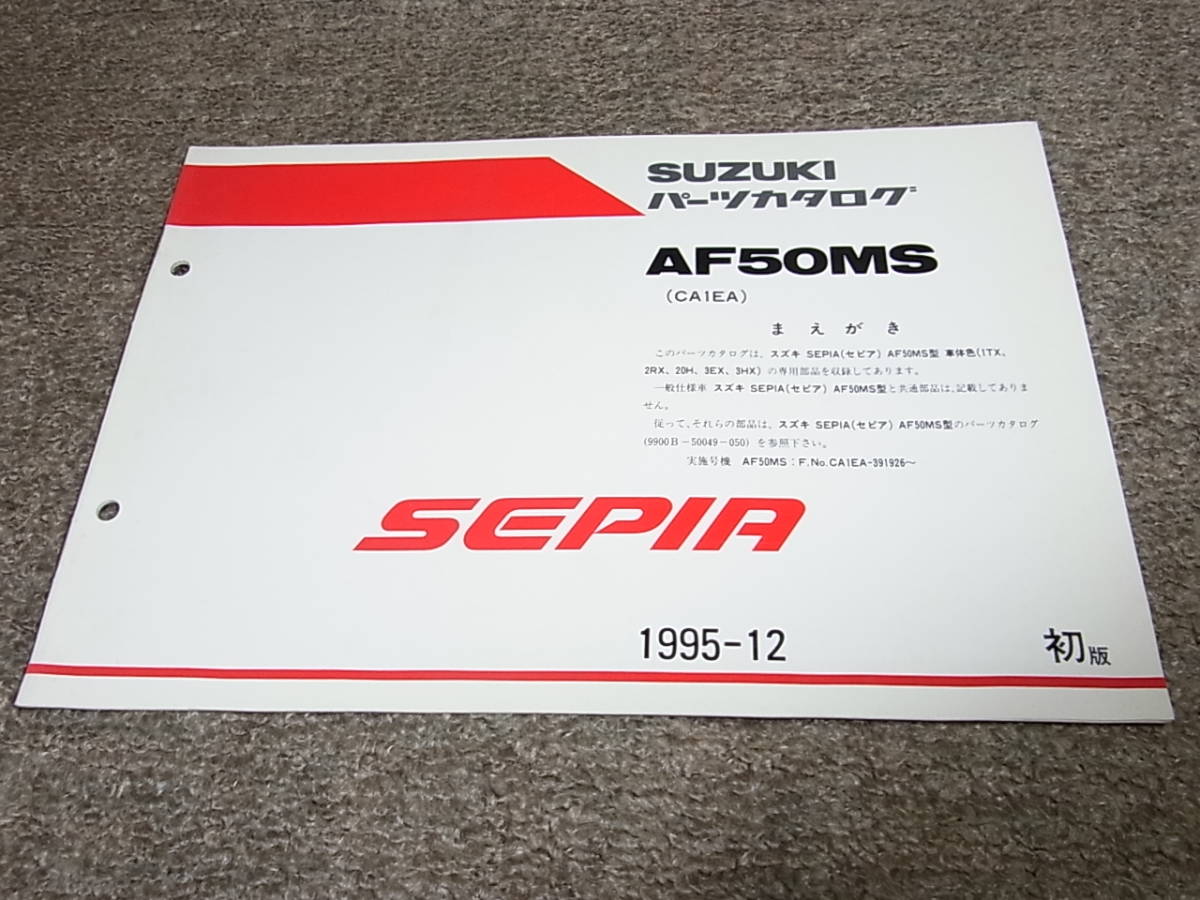 SUZUKI
パーツカタログ
AF50MS
(CA1EA)
まえがき
このパーツカタログは、スズキ SEPIA(セピア) AF50MS型 車体色(1TX、
2RX、20H、3EX、3HX) の専用部品を収録してあります。
一般仕様車 スズキ SEPIA(セピア) AF50MS型と共通部品は、記載してありま
せん。
従って、それらの部品は、スズキ SEPIA(セピア) AF50MS型のパーツカタログ
(9900B-50049-050) を参照下さい。
実施号機 AF50MS : F.No.CA1EA-391926~
SEPIA
1995-12
初版